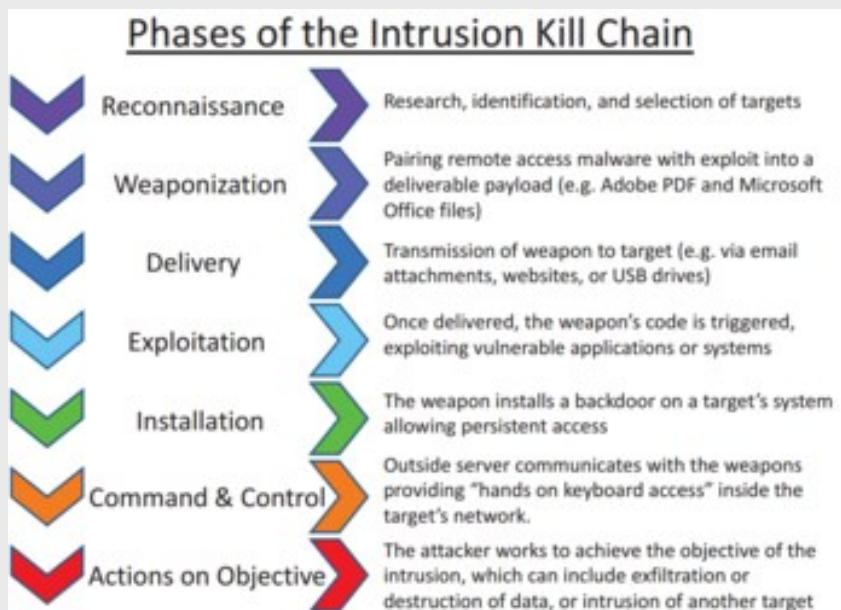 Phases of the Intrusion Kill Chain
Reconnaissance
Research, identification, and selection of targets
Weaponization
Pairing remote access malware with exploit into a
deliverable payload (e.g. Adobe PDF and Microsoft
Office files)
Delivery
Transmission of weapon to target (e.g. via email
attachments, websites, or USB drives)
Exploitation
Once delivered, the weapon's code is triggered,
exploiting vulnerable applications or systems
Installation
The weapon installs a backdoor on a target's system
allowing persistent access
Command & Control
Outside server communicates with the weapons
providing “hands on keyboard access” inside the
target's network.
Actions on Objective
The attacker works to achieve the objective of the
intrusion, which can include exfiltration or
destruction of data, or intrusion of another target